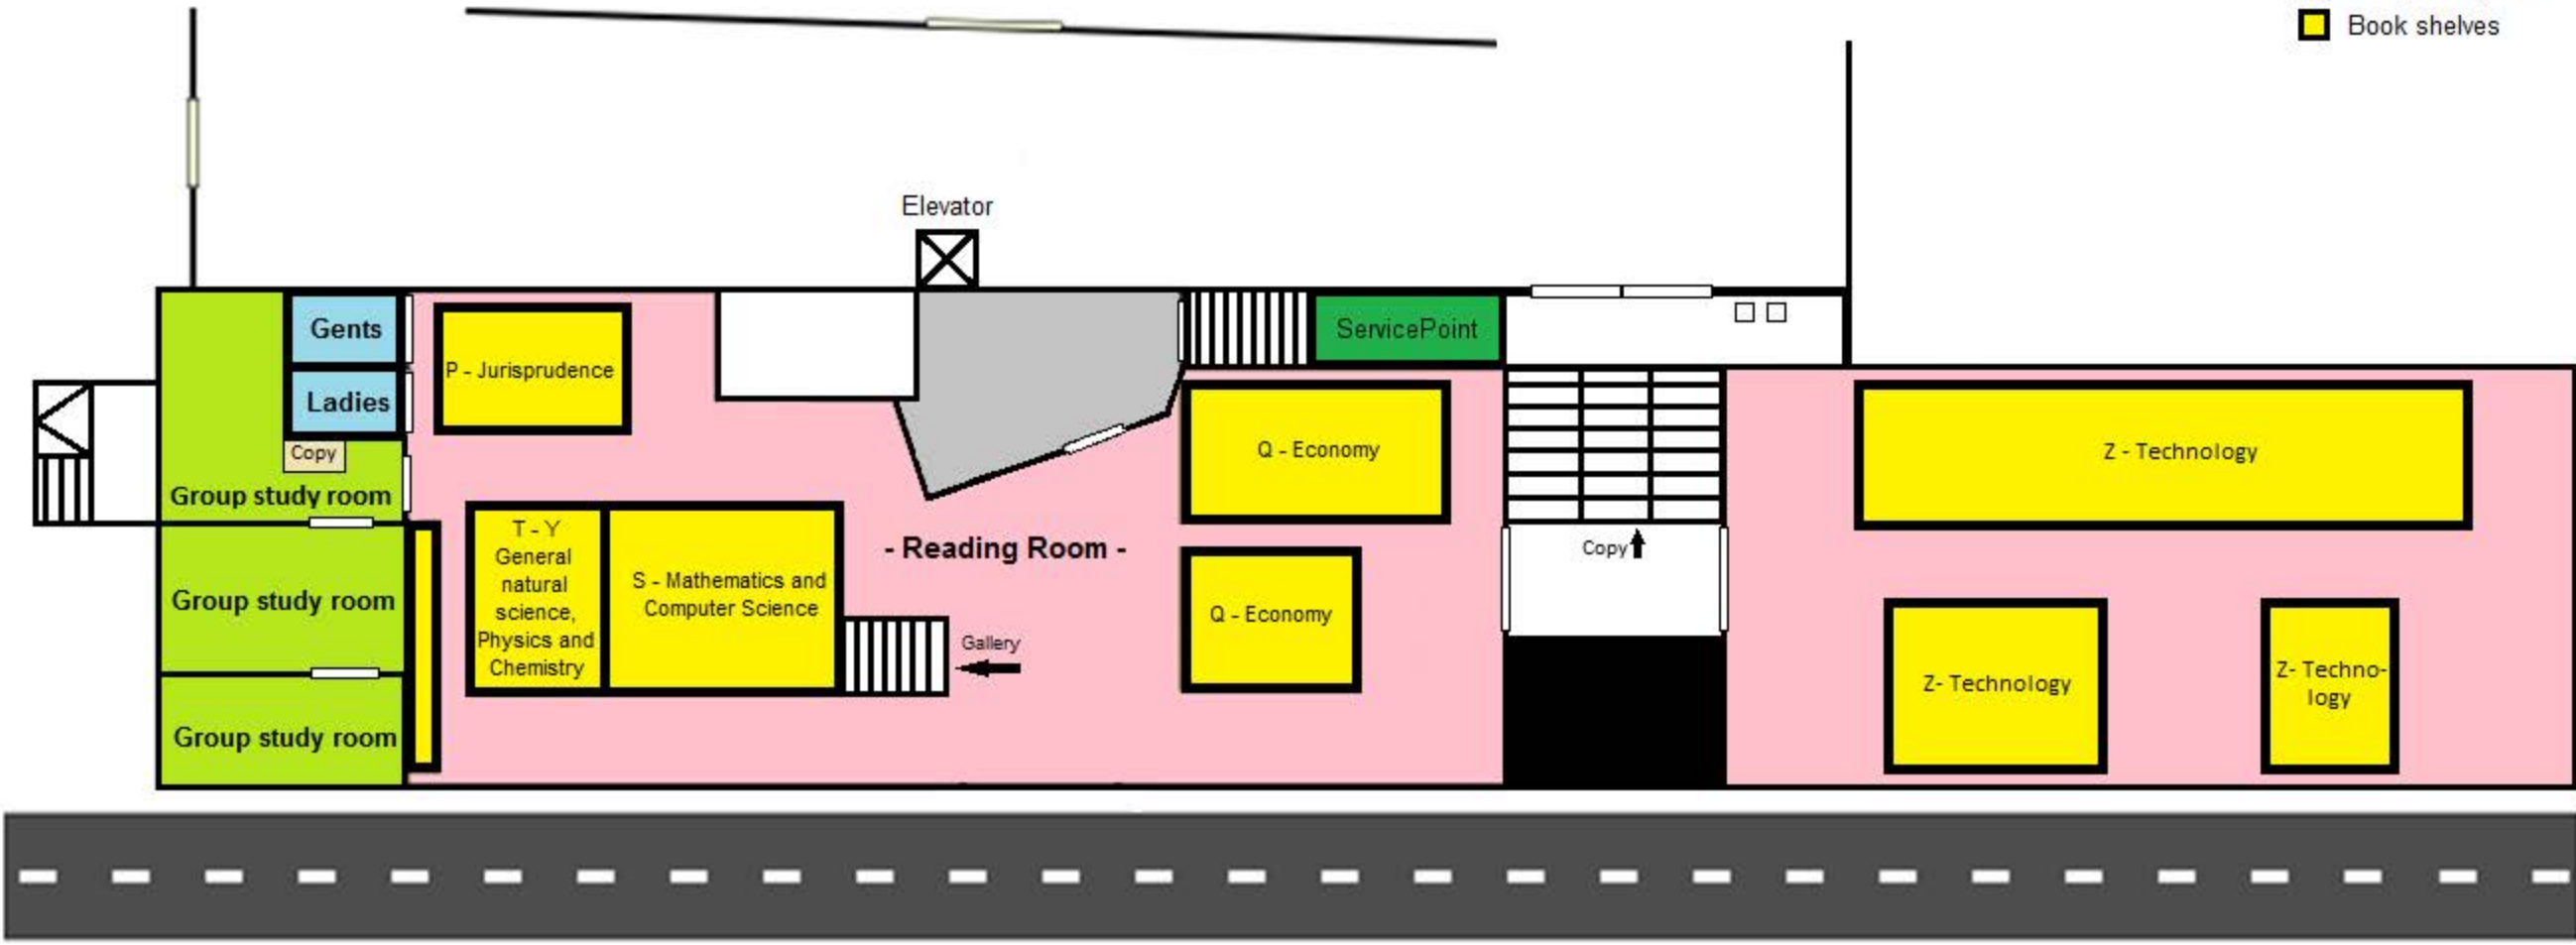 Book shelves
Elevator
Gents
ServicePoint
P - Jurisprudence
Ladies
Copy
Q - Economy
Z - Technology
Group study room
T - Y
General
natural
science,
Physics and
Chemistry
S - Mathematics and
Computer Science
- Reading Room -
Copy
Group study room
Q - Economy
Gallery
Z- Technology
Z- Techno-
logy
Group study room